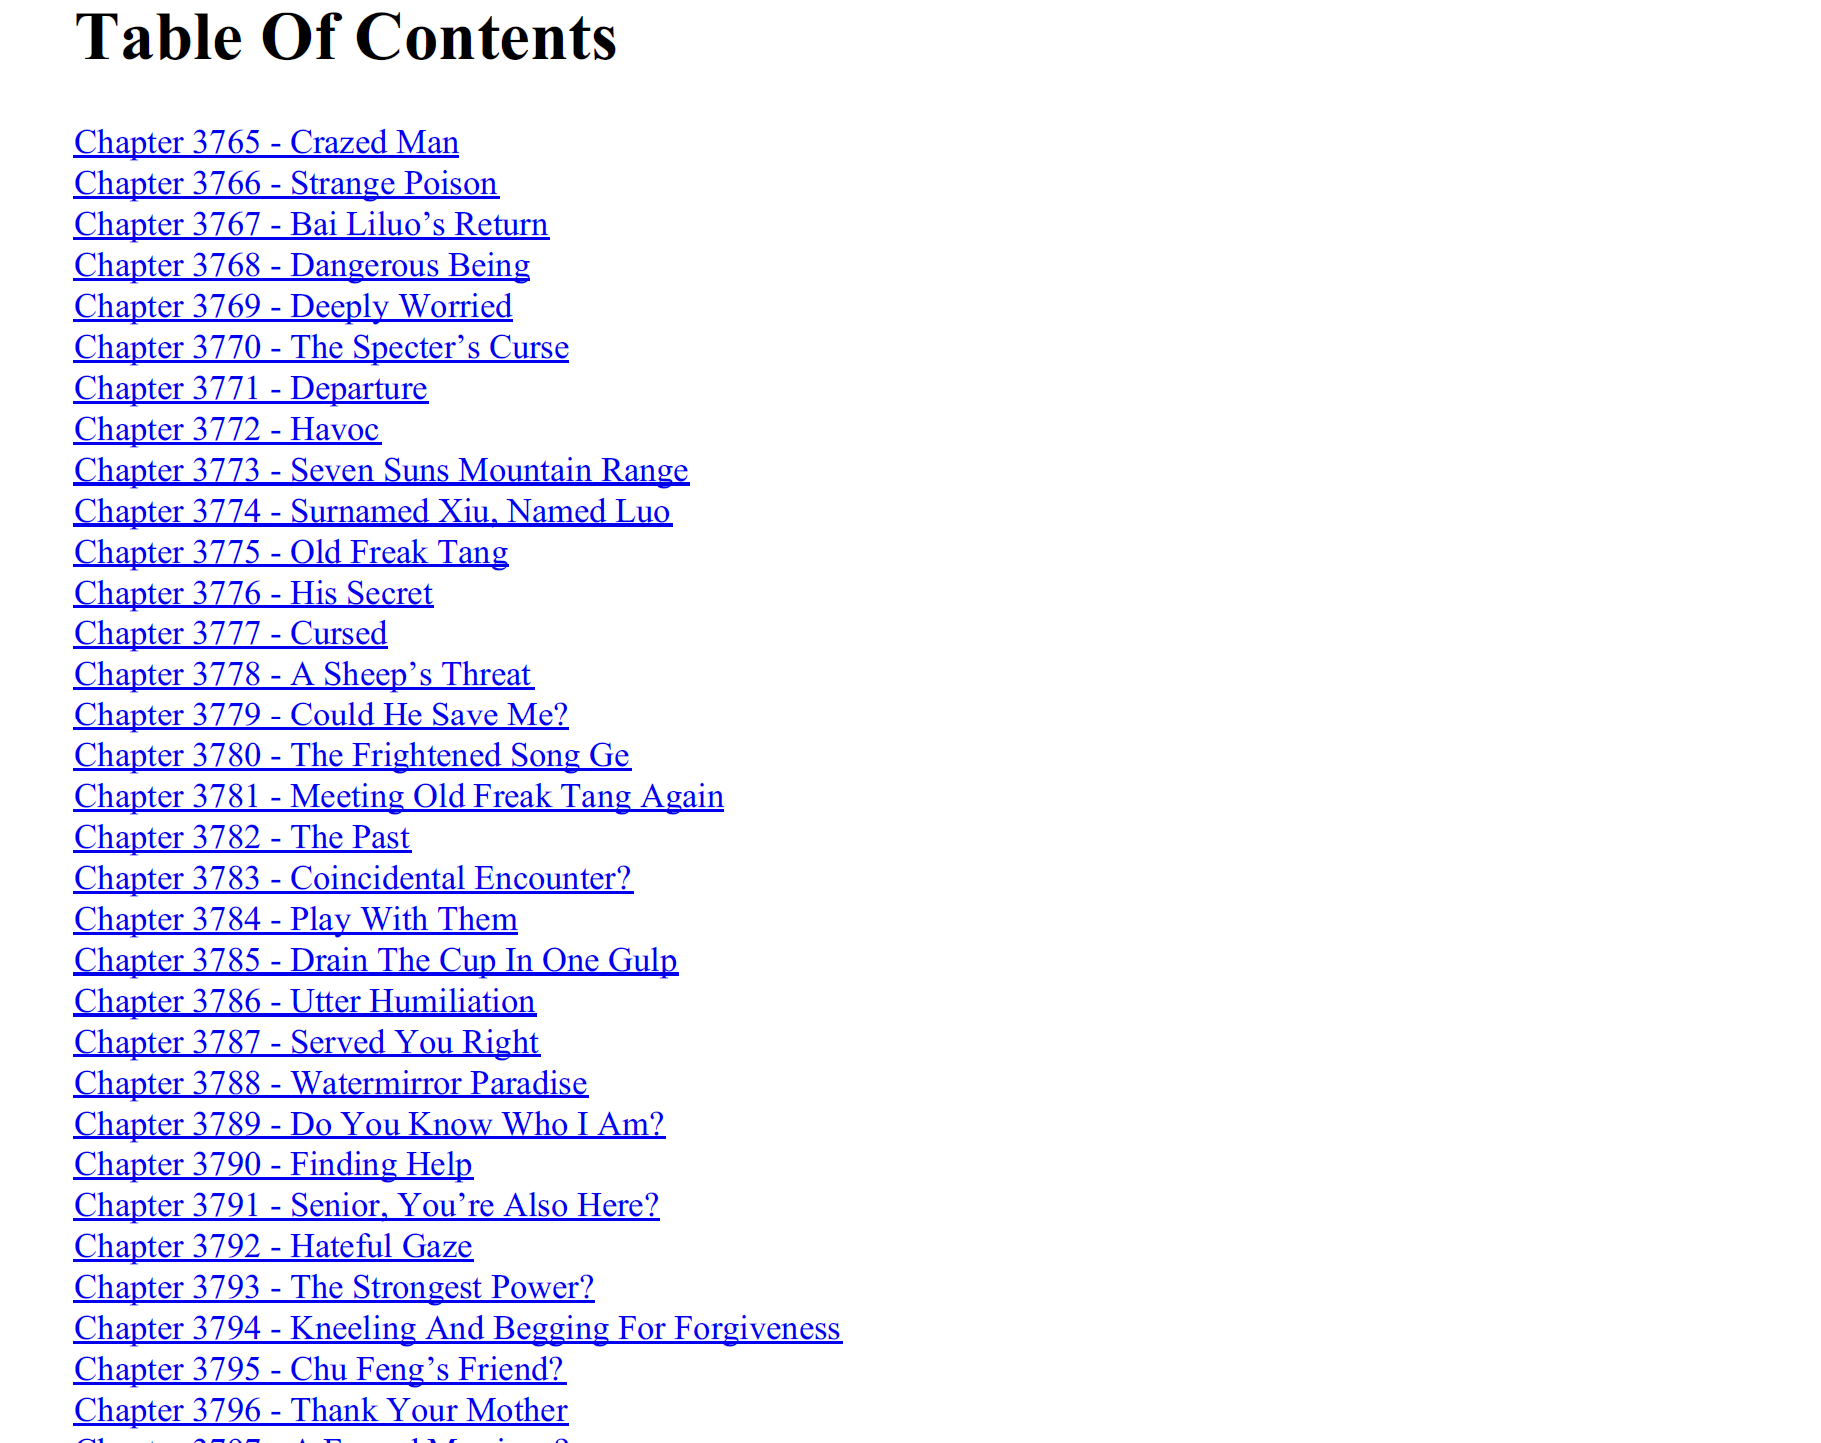 Table Of Contents
Chapter 3765 - Crazed Man
Chapter 3766 - Strange Poison
Chapter 3767 - Bai Liluo’s Return
Chapter 3768 - Dangerous Being
Chapter 3769 - Deeply Worried
Chapter 3770 - The Specter’s Curse
Chapter 3771 - Departure
Chapter 3772 - Havoc
Chapter 3773 - Seven Suns Mountain Range
Chapter 3774 - Surnamed Xiu, Named Luo
Chapter 3775 - Old Freak Tang
Chapter 3776 - His Secret
Chapter 3777 - Cursed
Chapter 3778 - A Sheep’s Threat
Chapter 3779 - Could He Save Me?
Chapter 3780 - The Frightened Song Ge
Chapter 3781 - Meeting Old Freak Tang Again
Chapter 3782 - The Past
Chapter 3783 - Coincidental Encounter?
Chapter 3784 - Play With Them
Chapter 3785 - Drain The Cup In One Gulp
Chapter 3786 - Utter Humiliation
Chapter 3787 - Served You Right
Chapter 3788 - Watermirror Paradise
Chapter 3789 - Do You Know Who I Am?
Chapter 3790 - Finding Help
Chapter 3791 - Senior, You’re Also Here?
Chapter 3792 - Hateful Gaze
Chapter 3793 - The Strongest Power?
Chapter 3794 - Kneeling And Begging For Forgiveness
Chapter 3795 - Chu Feng’s Friend?
Chapter 3796 - Thank Your Mother
Chapter 3797 - A